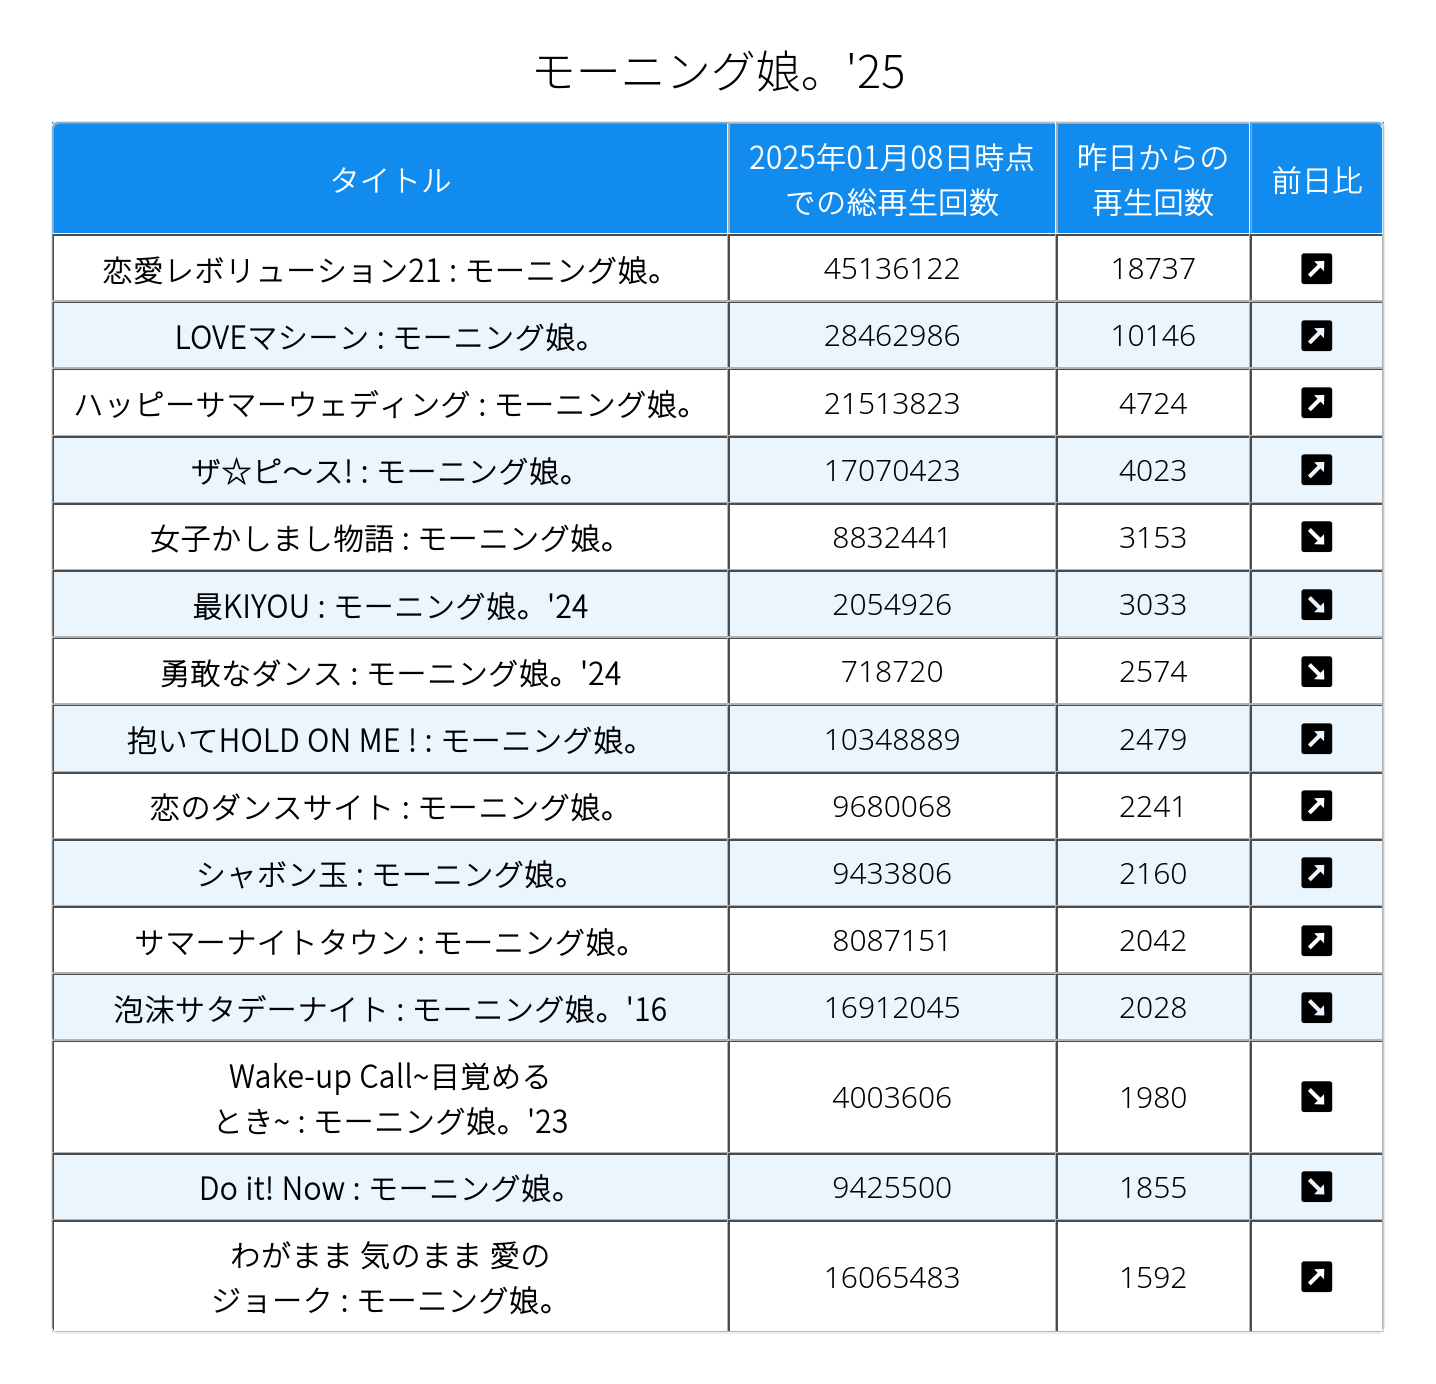 モーニング娘。'25
タイトル
2025年01月08日時点
での総再生回数
昨日からの
再生回数
前日比
恋愛レボリューション21 : モーニング娘。 45136122 18737 ↗
LOVEマシーン : モーニング娘。 28462986 10146 ↗
ハッピーサマーウェディング : モーニング娘。 21513823 4724 ↗
ザ☆ピ〜ス! : モーニング娘。 17070423 4023 ↗
女子かしまし物語 : モーニング娘。 8832441 3153 ↘
最KIYOU : モーニング娘。'24 2054926 3033 ↘
勇敢なダンス : モーニング娘。'24 718720 2574 ↘
抱いてHOLD ON ME ! : モーニング娘。 10348889 2479 ↗
恋のダンスサイト : モーニング娘。 9680068 2241 ↗
シャボン玉 : モーニング娘。 9433806 2160 ↗
サマーナイトタウン : モーニング娘。 8087151 2042 ↗
泡沫サタデーナイト : モーニング娘。'16 16912045 2028 ↘
Wake-up Call~目覚める
とき~ : モーニング娘。'23 4003606 1980 ↘
Do it! Now : モーニング娘。 9425500 1855 ↘
わがまま 気のまま 愛の
ジョーク : モーニング娘。 16065483 1592 ↗